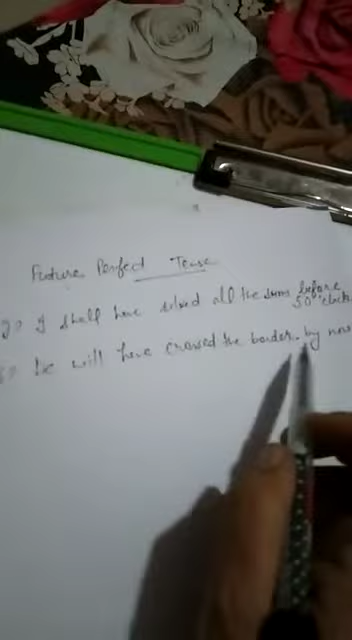 Future Perfect Tense
I shall have solved all the sum before 5 o'clock
He will have crossed the border by now